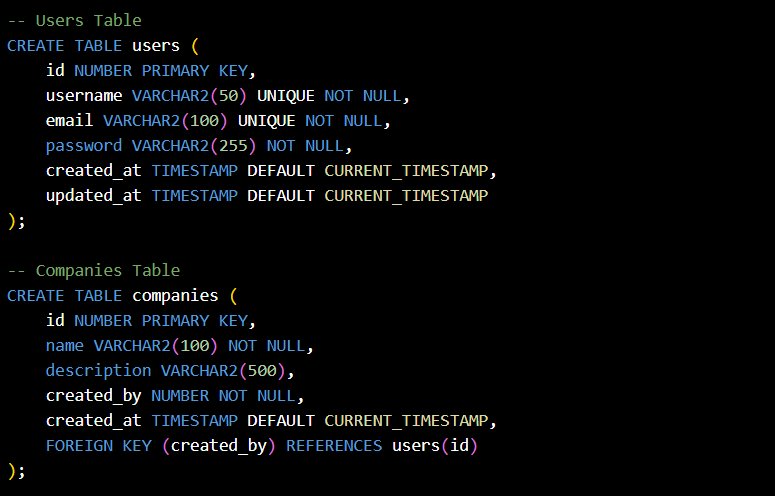 -- Users Table
CREATE TABLE users (
    id NUMBER PRIMARY KEY,
    username VARCHAR2(50) UNIQUE NOT NULL,
    email VARCHAR2(100) UNIQUE NOT NULL,
    password VARCHAR2(255) NOT NULL,
    created_at TIMESTAMP DEFAULT CURRENT_TIMESTAMP,
    updated_at TIMESTAMP DEFAULT CURRENT_TIMESTAMP
);

-- Companies Table
CREATE TABLE companies (
    id NUMBER PRIMARY KEY,
    name VARCHAR2(100) NOT NULL,
    description VARCHAR2(500),
    created_by NUMBER NOT NULL,
    created_at TIMESTAMP DEFAULT CURRENT_TIMESTAMP,
    FOREIGN KEY (created_by) REFERENCES users(id)
);